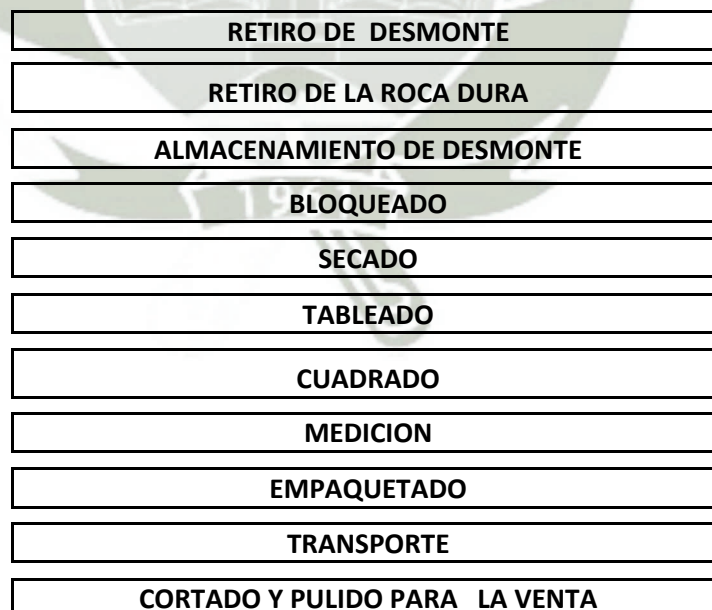 RETIRO DE DESMONTE
RETIRO DE LA ROCA DURA
ALMACENAMIENTO DE DESMONTE
1961
BLOQUEADO
SECADO
TABLEADO
CUADRADO
MEDICION
EMPAQUETADO
TRANSPORTE
CORTADO Y PULIDO PARA LA VENTA